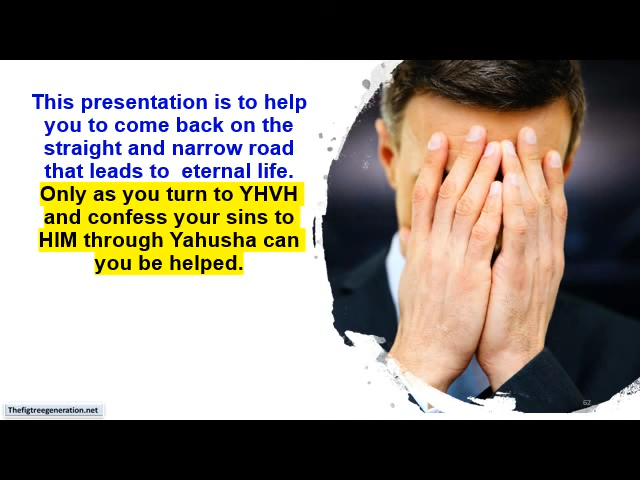 This presentation is to help
you to come back on the
straight and narrow road
that leads to  eternal life.
Only as you turn to YHVH
and confess your sins to
HIM through Yahusha can
you be helped.
Thefigtreegeneration.net
62